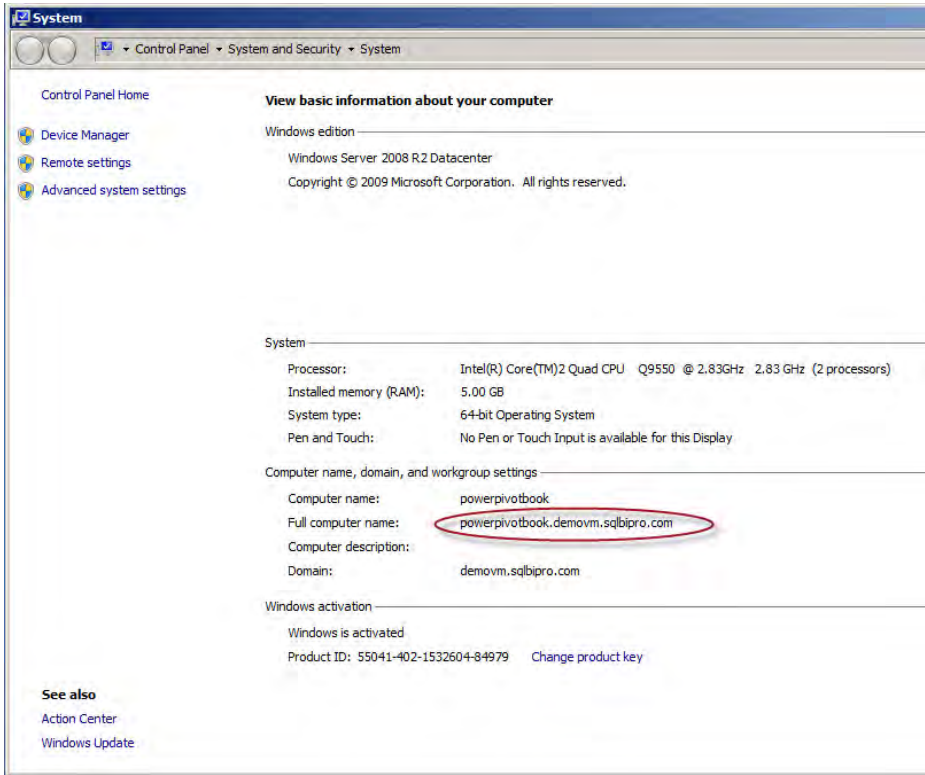 System
Control Panel System and Security System
Control Panel Home
Device Manager
Remote settings
Advanced system settings
View basic information about your computer
Windows edition
Windows Server 2008 R2 Datacenter
Copyright © 2009 Microsoft Corporation. All rights reserved.
System
Processor: Intel(R) Core(TM)2 Quad CPU Q9550 @ 2.83GHz 2.83 GHz (2 processors)
Installed memory (RAM): 5.00 GB
System type: 64-bit Operating System
Pen and Touch: No Pen or Touch Input is available for this Display
Computer name, domain, and workgroup settings
Computer name: powerpivotbook
Full computer name: powerpivotbook.demovm.sqlbipro.com
Computer description:
Domain: demovm.sqlbipro.com
Windows activation
Windows is activated
Product ID: 55041-402-1532604-84979 Change product key
See also
Action Center
Windows Update